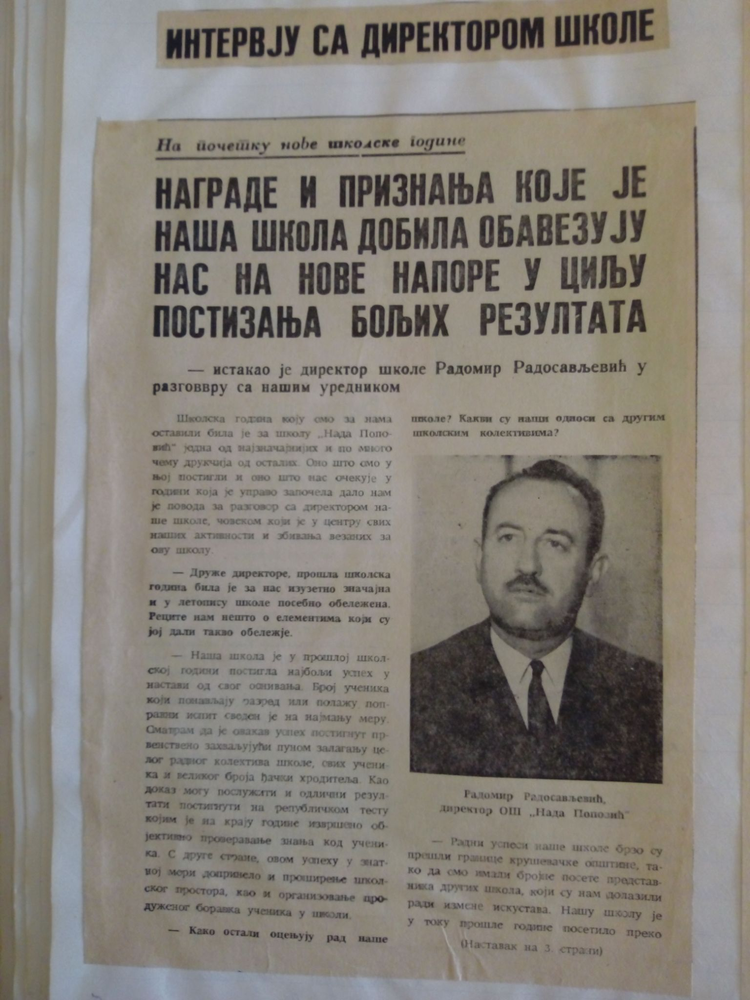 ИНТЕРВЈУ СА ДИРЕКТОРОМ ШКОЛЕ
На почетку нове школске године
НАГРАДЕ И ПРИЗНАЊА КОЈЕ ЈЕ
НАША ШКОЛА ДОБИЛА ОБАВЕЗУЈУ
НАС НА НОВЕ НАПОРЕ У ЦИЉУ
ПОСТИЗАЊА БОЉИХ РЕЗУЛТАТА
— истакао је директор школе Радомир Радосављевић у
разговвру са нашим уредником
Школска година коју смо за нама
оставили била је за школу „Нада Попо-
вић“ једна од најзначајнијих и по много
чему друкчија од осталих. Оно што смо у
њој постигли и оно што нас очекује у
години која је управо започела дало нам
је повода за разговор са директором на-
ше школе, човеком који је у центру свих
наших активности и збивања везаних за
ову школу.
— Друже директоре, прошла школска
година била је за нас изузетно значајна
и у летопису школе посебно обележена.
Реците нам нешто о елементима који су
јој дали такво обележје.
— Наша школа је у прошлој школ-
ској години постигла најбољи успех у
настави од свог оснивања. Број ученика
који понављају разред или полажу поп-
равни испит сведен је на најмању меру.
Сматрам да је овакав успех постигнут пр-
венствено захваљујући пуном залагању це-
лог радног колектива школе, свих учени-
ка и великог броја ђачки хродитеља. Као
доказ могу послужити и одлични резул-
тати постигнути на републичком тесту
којим је на крају године извршено об-
јективно проверавање знања код учени-
ка. С друге стране, овом успеху у знат-
ној мери допринело и проширење школ-
ског простора, као и организовање про-
дуженог боравка ученика у школи.
— Како остали оцењују рад наше
школе? Какви су наши односи са другим
школским колективима?
Радомир Радосављевић,
директор ОШ „Нада Попозић“
— Радни успеси наше школе брзо су
прешли границе крушевачке општине, та-
ко да смо имали бројне посете представ-
ника других школа, који су нам долазили
ради измене искустава. Нашу школу је
у току прошле године посетило преко
(Наставак на 3. страни)